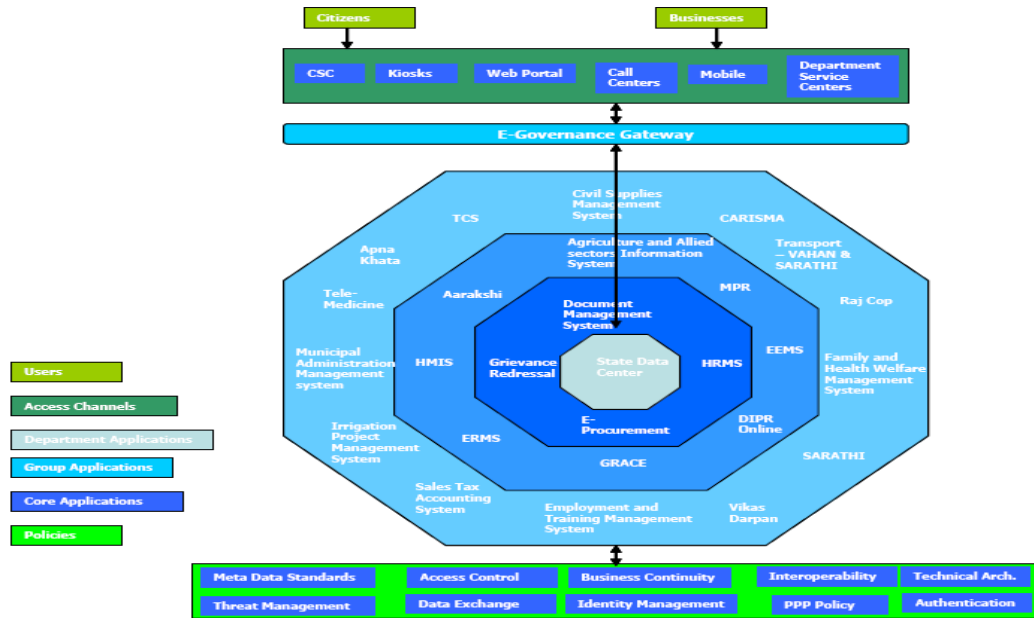 Citizens
Businesses
CSC
Kiosks
Web Portal
Call
Centers
Mobile
Department
Service
Centers
E-Governance Gateway
Civil Supplies
Management
System
TCS
CARISMA
Apna
Khata
Agriculture and Allied
sectors Information
System
Transport
– VAHAN &
SARATHI
Tele-
Medicine
Aarakshi
MPR
Raj Cop
Document
Management
System
Municipal
Administration
Management
system
HMIS
Grievance
Redressal
State Data
Center
HRMS
EEMS
Family and
Health Welfare
Management
System
Irrigation
Project
Management
System
ERMS
E-
Procurement
DIPR
Online
GRACE
SARATHI
Sales Tax
Accounting
System
Employment and
Training Management
System
Vikas
Darpan
Users
Access Channels
Department Applications
Group Applications
Core Applications
Policies
Meta Data Standards
Access Control
Business Continuity
Interoperability
Technical Arch.
Threat Management
Data Exchange
Identity Management
PPP Policy
Authentication